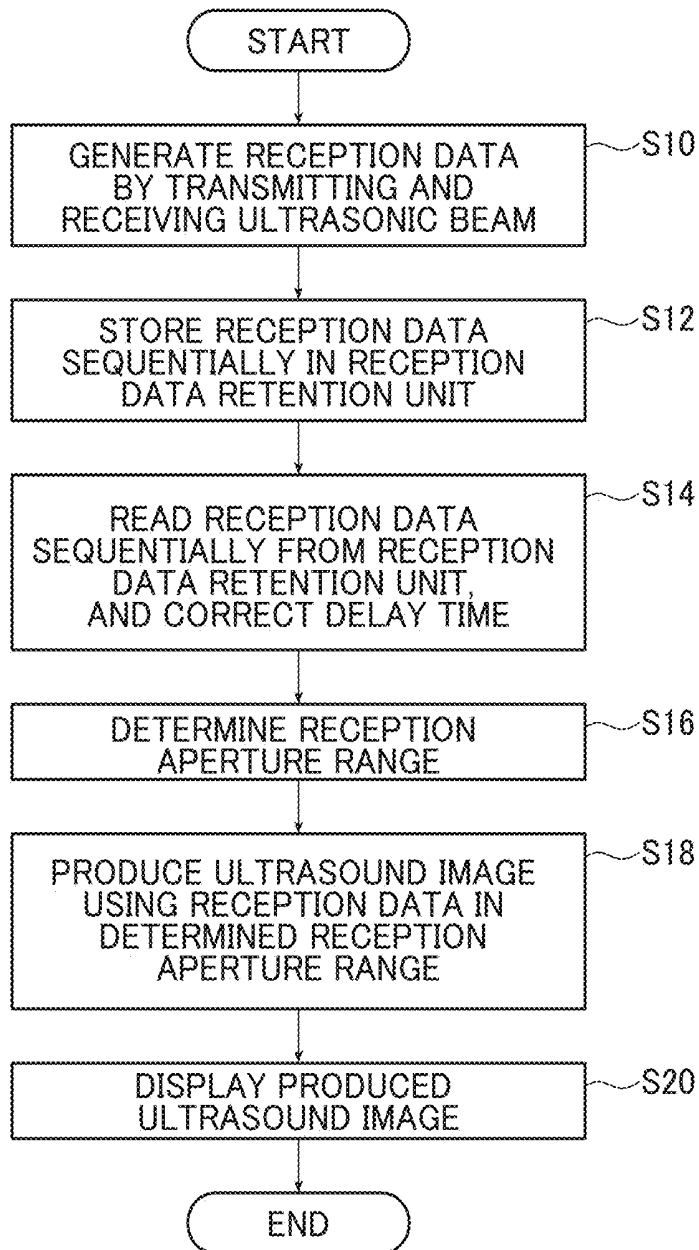 START
S10
GENERATE RECEPTION DATA
BY TRANSMITTING AND
RECEIVING ULTRASONIC BEAM
S12
STORE RECEPTION DATA
SEQUENTIALLY IN RECEPTION
DATA RETENTION UNIT
S14
READ RECEPTION DATA
SEQUENTIALLY FROM RECEPTION
DATA RETENTION UNIT,
AND CORRECT DELAY TIME
S16
DETERMINE RECEPTION
APERTURE RANGE
S18
PRODUCE ULTRASOUND IMAGE
USING RECEPTION DATA IN
DETERMINED RECEPTION
APERTURE RANGE
S20
DISPLAY PRODUCED
ULTRASOUND IMAGE
END